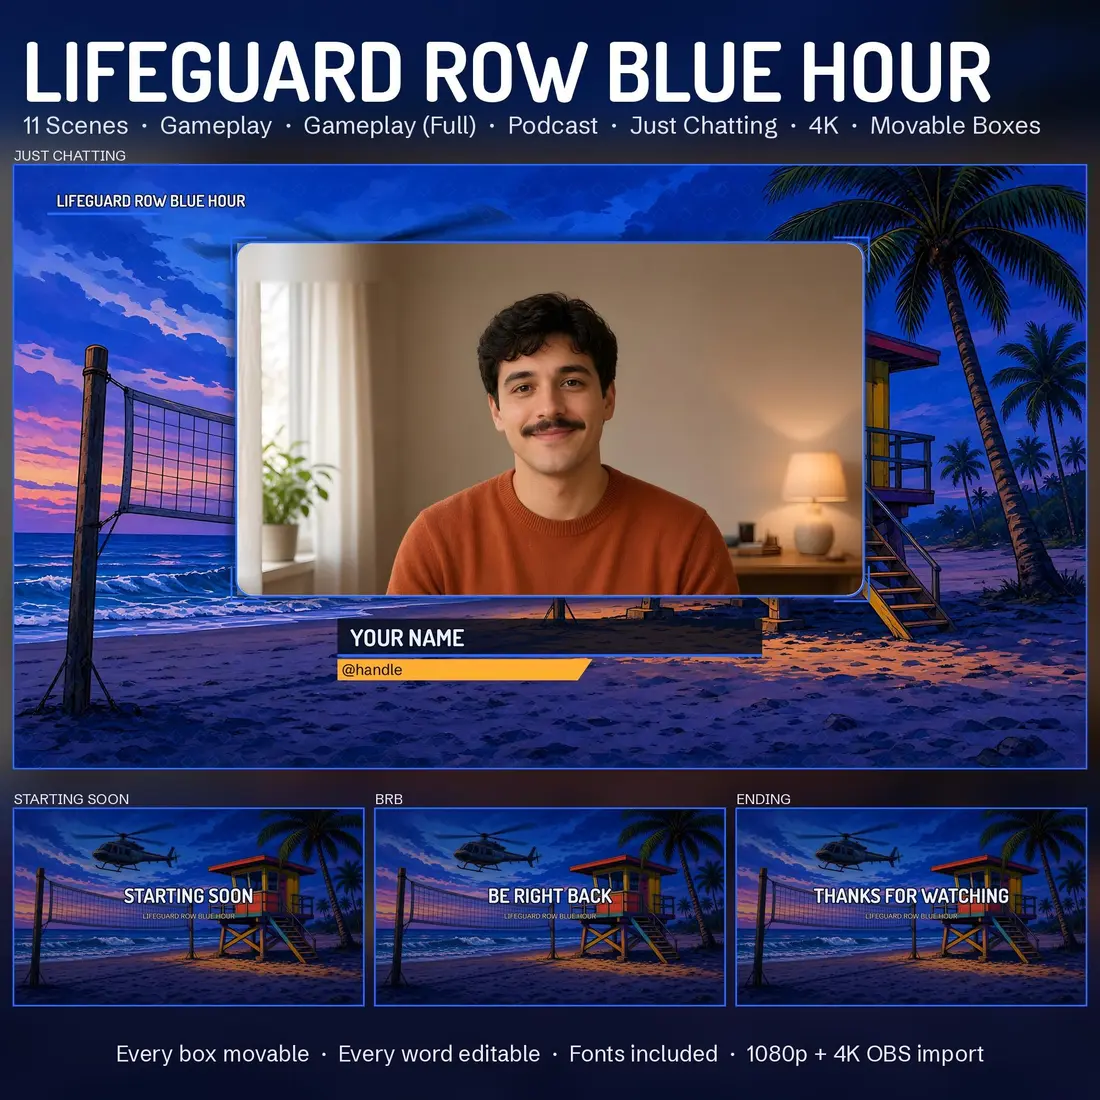 LIFEGUARD ROW BLUE HOUR
11 Scenes · Gameplay · Gameplay (Full) · Podcast · Just Chatting · 4K · Movable Boxes
JUST CHATTING
LIFEGUARD ROW BLUE HOUR
YOUR NAME
@handle
STARTING SOON
STARTING SOON
LIFEGUARD ROW BLUE HOUR
BRB
BE RIGHT BACK
LIFEGUARD ROW BLUE HOUR
ENDING
THANKS FOR WATCHING
LIFEGUARD ROW BLUE HOUR
Every box movable · Every word editable · Fonts included · 1080p + 4K OBS import